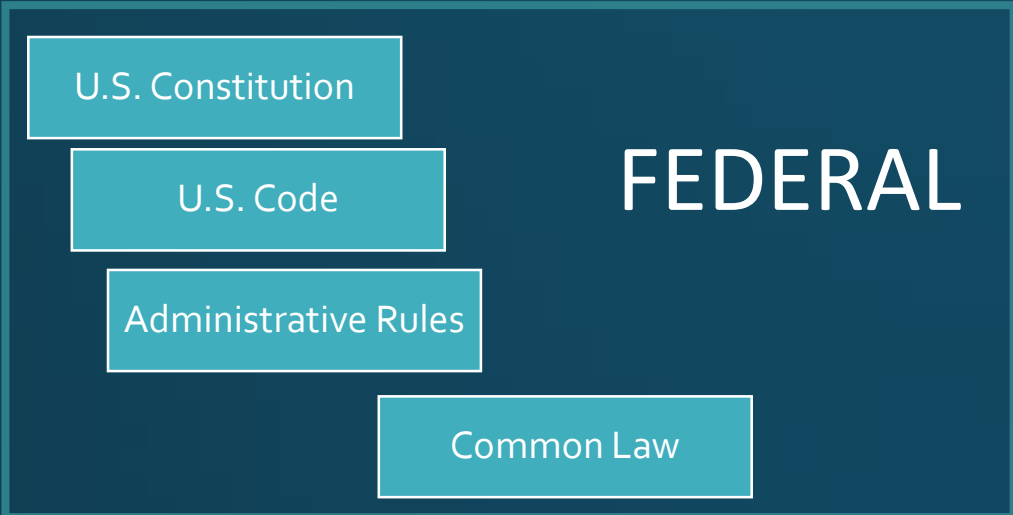 U.S. Constitution
U.S. Code
FEDERAL
Administrative Rules
Common Law